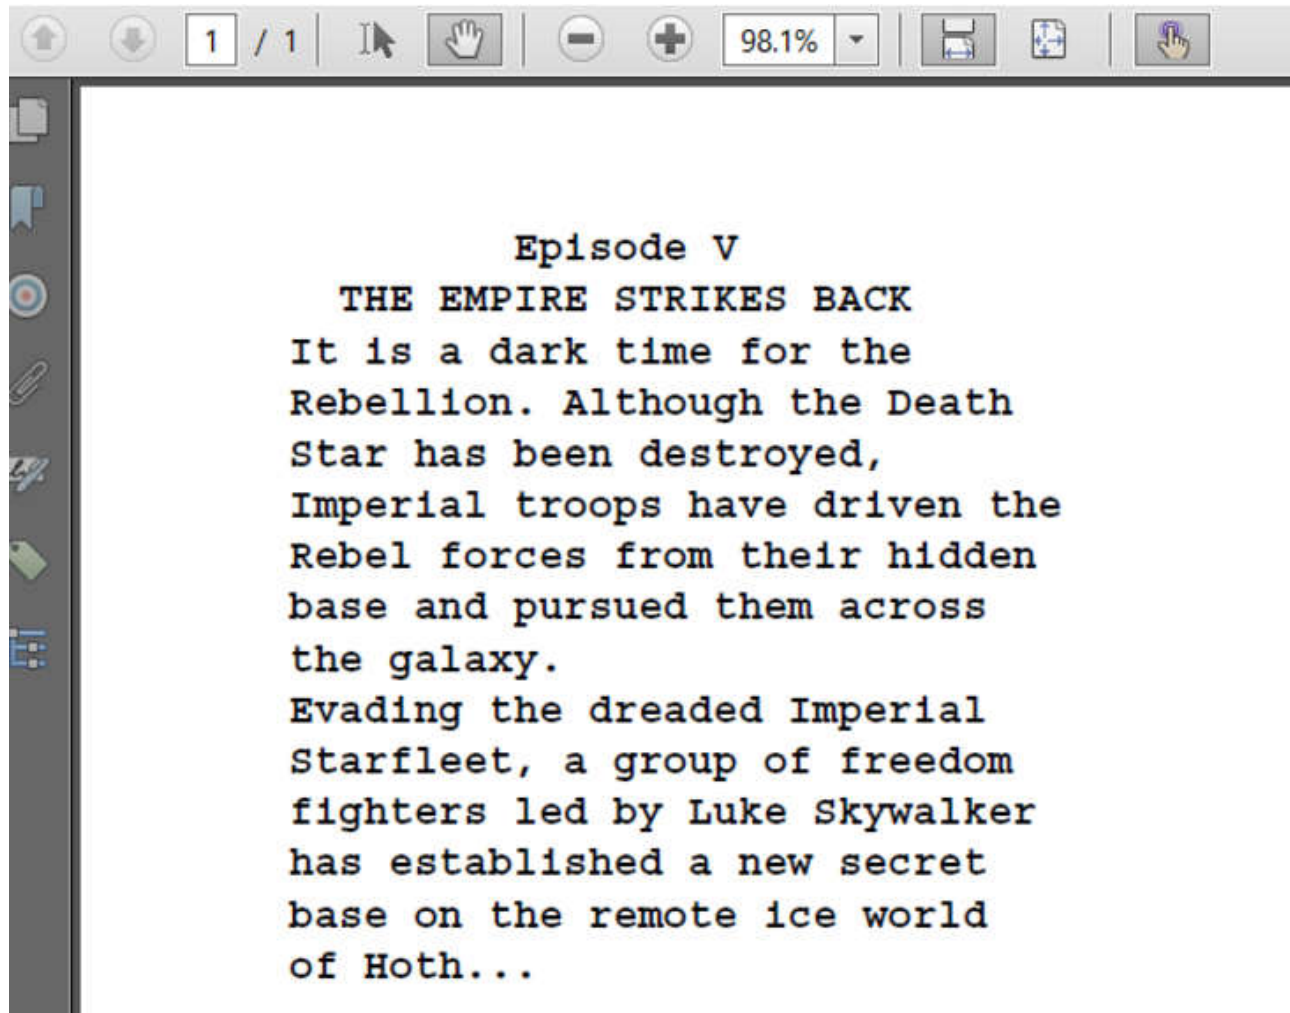 1 / 1 98.1%
Episode V
THE EMPIRE STRIKES BACK
It is a dark time for the
Rebellion. Although the Death
Star has been destroyed,
Imperial troops have driven the
Rebel forces from their hidden
base and pursued them across
the galaxy.
Evading the dreaded Imperial
Starfleet, a group of freedom
fighters led by Luke Skywalker
has established a new secret
base on the remote ice world
of Hoth...